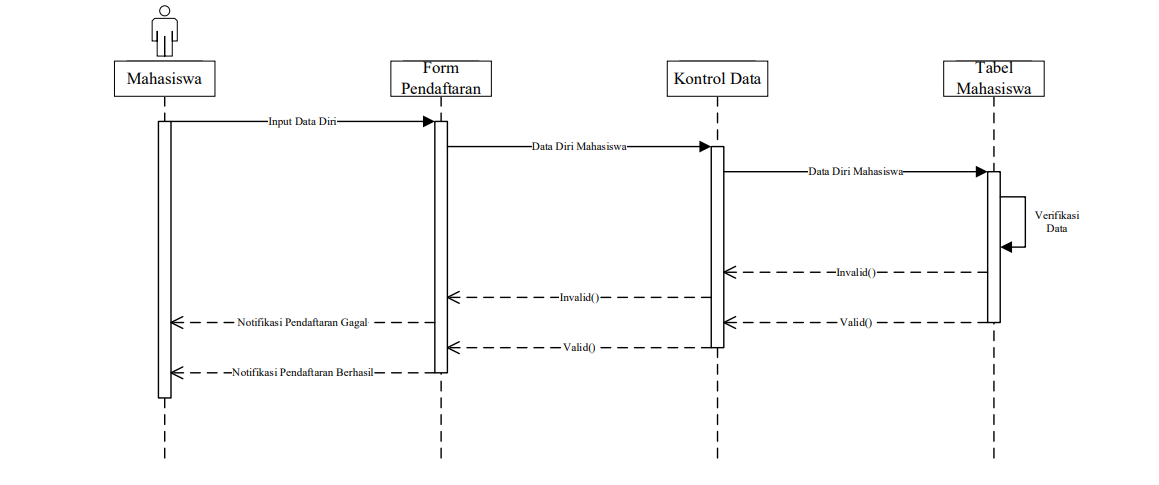 Mahasiswa
Form
Pendaftaran
Kontrol Data
Tabel
Mahasiswa
Input Data Diri
Data Diri Mahasiswa
Data Diri Mahasiswa
Verifikasi
Data
Invalid()
Invalid()
Notifikasi Pendaftaran Gagal
Valid()
Valid()
Notifikasi Pendaftaran Berhasil